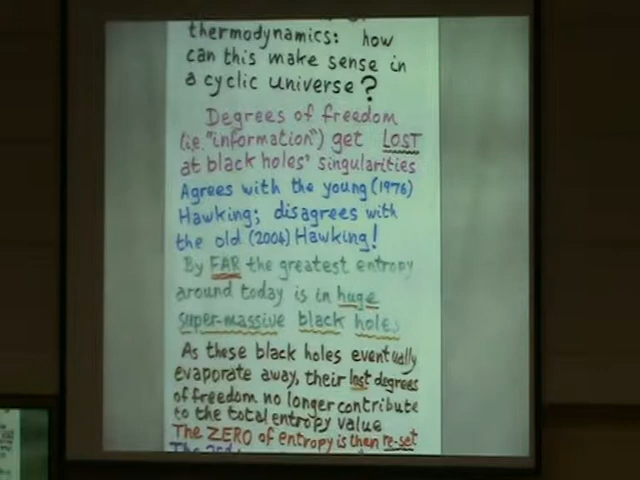 thermodynamics: how
can this make sense in
a cyclic universe?
Degrees of freedom
(i.e. "information") get LOST
at black holes' singularities
Agrees with the young (1976)
Hawking; disagrees with
the old (2004) Hawking!
By FAR the greatest entropy
around today is in huge
super-massive black holes
As these black holes eventually
evaporate away, their lost degrees
of freedom no longer contribute
to the total entropy value
The ZERO of entropy is then re-set
The 2nd